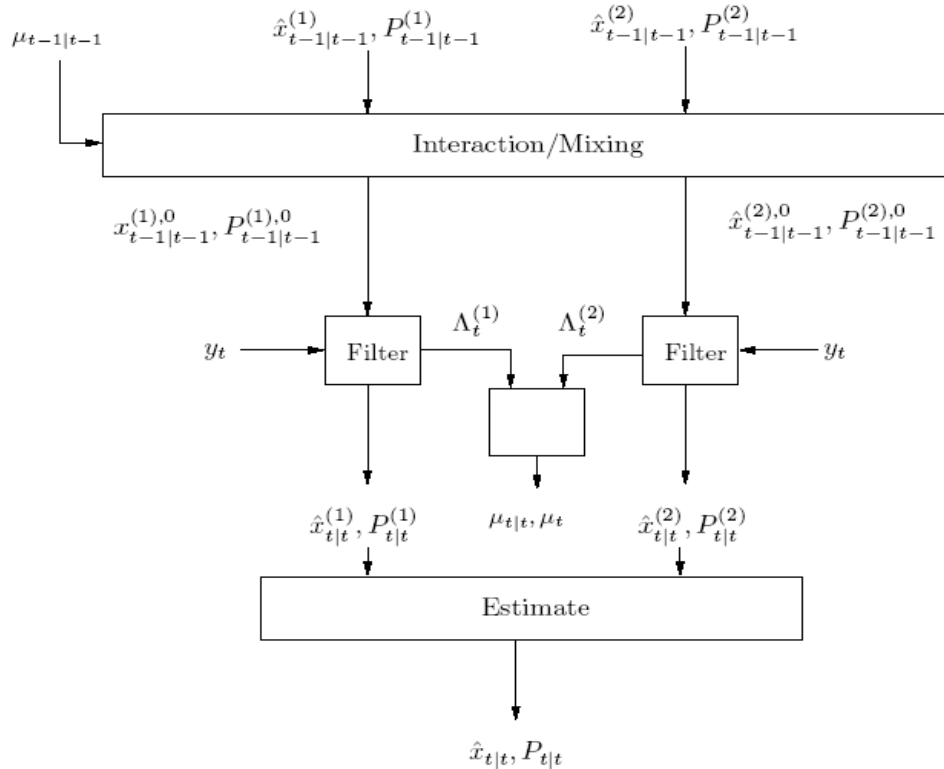 μ_{t−1|t−1}
x̂^{(1)}_{t−1|t−1}, P^{(1)}_{t−1|t−1}
x̂^{(2)}_{t−1|t−1}, P^{(2)}_{t−1|t−1}
Interaction/Mixing
x^{(1),0}_{t−1|t−1}, P^{(1),0}_{t−1|t−1}
x̂^{(2),0}_{t−1|t−1}, P^{(2),0}_{t−1|t−1}
Λ^{(1)}_t
Λ^{(2)}_t
y_t
Filter
Filter
y_t
x̂^{(1)}_{t|t}, P^{(1)}_{t|t}
μ_{t|t}, μ_t
x̂^{(2)}_{t|t}, P^{(2)}_{t|t}
Estimate
x̂_{t|t}, P_{t|t}